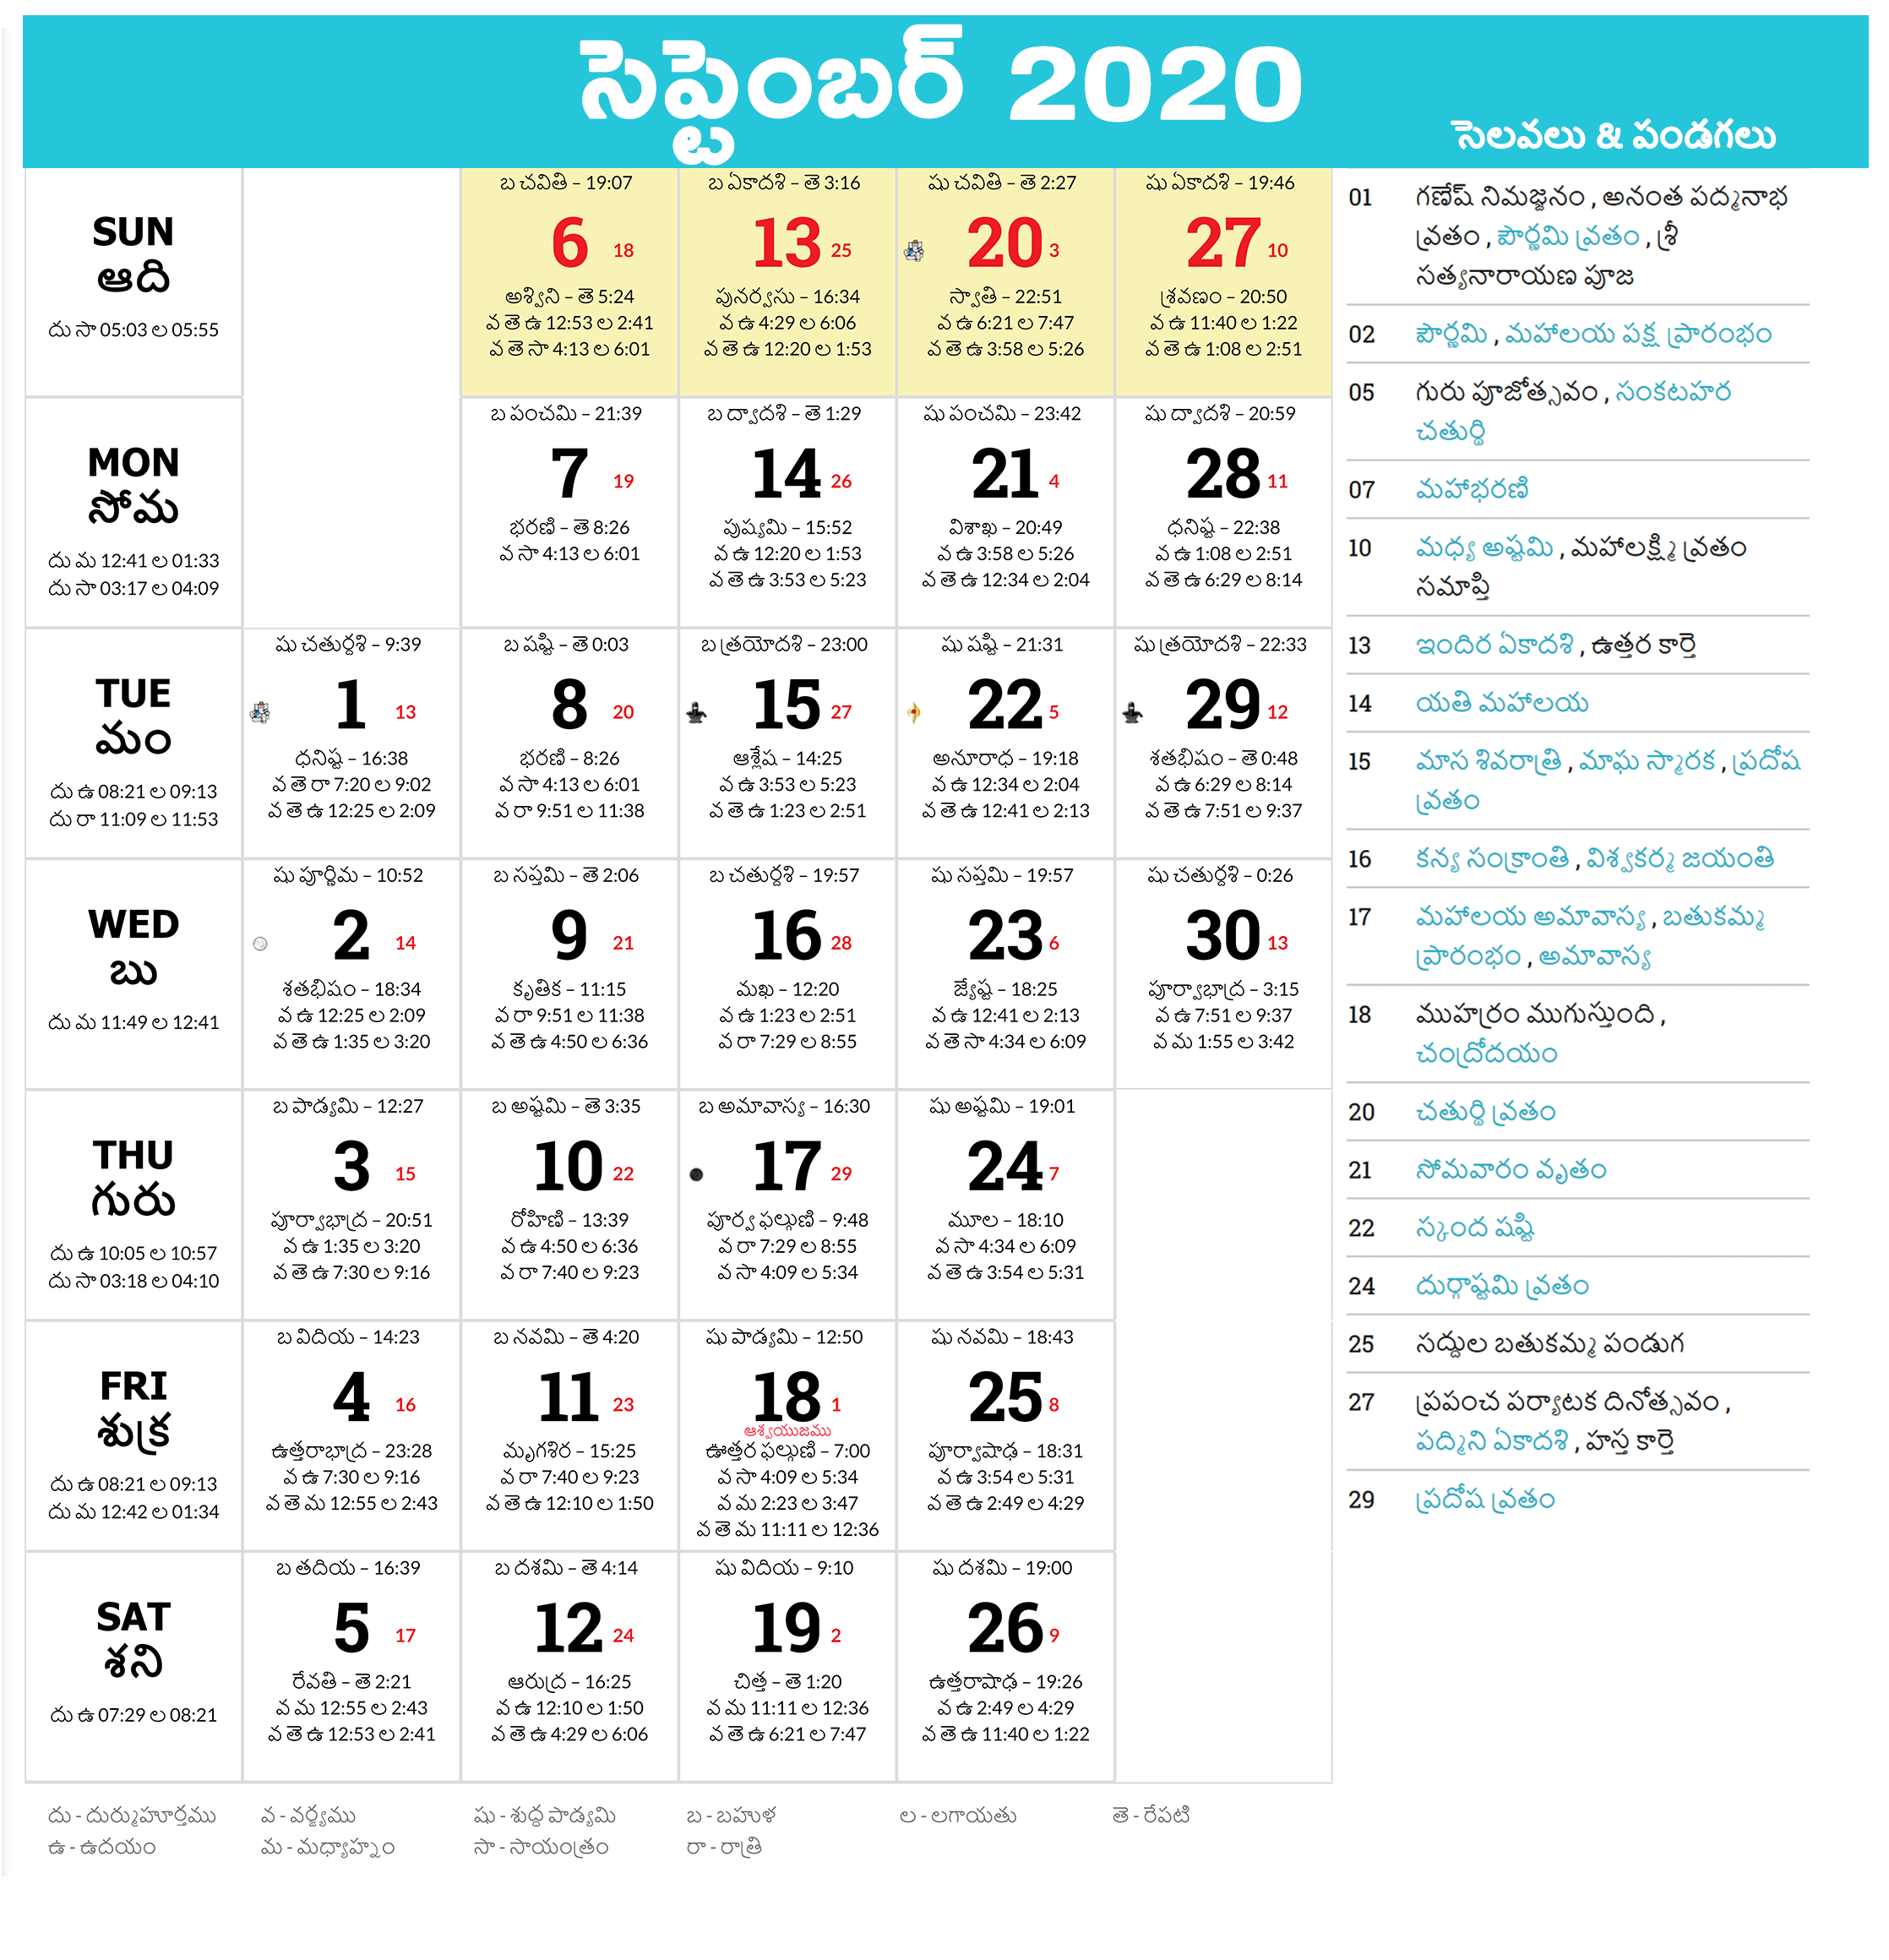 సెప్టెంబర్ 2020
సెలవలు & పండగలు
SUN
ఆది
దు సా 05:03 ల 05:55
బ చవితి – 19:07
6 18
అశ్విని – తె 5:24
వ తె ఉ 12:53 ల 2:41
వ తె సా 4:13 ల 6:01
బ ఏకాదశి – తె 3:16
13 25
పునర్వసు – 16:34
వ ఉ 4:29 ల 6:06
వ తె ఉ 12:20 ల 1:53
షు చవితి – తె 2:27
20 3
స్వాతి – 22:51
వ ఉ 6:21 ల 7:47
వ తె ఉ 3:58 ల 5:26
షు ఏకాదశి – 19:46
27 10
శ్రవణం – 20:50
వ ఉ 11:40 ల 1:22
వ తె ఉ 1:08 ల 2:51
MON
సోమ
దు మ 12:41 ల 01:33
దు సా 03:17 ల 04:09
బ పంచమి – 21:39
7 19
భరణి – తె 8:26
వ సా 4:13 ల 6:01
బ ద్వాదశి – తె 1:29
14 26
పుష్యమి – 15:52
వ ఉ 12:20 ల 1:53
వ తె ఉ 3:53 ల 5:23
షు పంచమి – 23:42
21 4
విశాఖ – 20:49
వ ఉ 3:58 ల 5:26
వ తె ఉ 12:34 ల 2:04
షు ద్వాదశి – 20:59
28 11
ధనిష్ట – 22:38
వ ఉ 1:08 ల 2:51
వ తె ఉ 6:29 ల 8:14
TUE
మం
దు ఉ 08:21 ల 09:13
దు రా 11:09 ల 11:53
షు చతుర్దశి – 9:39
1 13
ధనిష్ట – 16:38
వ తె రా 7:20 ల 9:02
వ తె ఉ 12:25 ల 2:09
బ షష్టి – తె 0:03
8 20
భరణి – 8:26
వ సా 4:13 ల 6:01
వ రా 9:51 ల 11:38
బ త్రయోదశి – 23:00
15 27
ఆశ్లేష – 14:25
వ ఉ 3:53 ల 5:23
వ తె ఉ 1:23 ల 2:51
షు షష్టి – 21:31
22 5
అనూరాధ – 19:18
వ ఉ 12:34 ల 2:04
వ తె ఉ 12:41 ల 2:13
షు త్రయోదశి – 22:33
29 12
శతభిషం – తె 0:48
వ ఉ 6:29 ల 8:14
వ తె ఉ 7:51 ల 9:37
WED
బు
దు మ 11:49 ల 12:41
షు పూర్ణిమ – 10:52
2 14
శతభిషం – 18:34
వ ఉ 12:25 ల 2:09
వ తె ఉ 1:35 ల 3:20
బ సప్తమి – తె 2:06
9 21
కృతిక – 11:15
వ రా 9:51 ల 11:38
వ తె ఉ 4:50 ల 6:36
బ చతుర్దశి – 19:57
16 28
మఖ – 12:20
వ ఉ 1:23 ల 2:51
వ రా 7:29 ల 8:55
షు సప్తమి – 19:57
23 6
జ్యేష్ట – 18:25
వ ఉ 12:41 ల 2:13
వ తె సా 4:34 ల 6:09
షు చతుర్దశి – 0:26
30 13
పూర్వాభాద్ర – 3:15
వ ఉ 7:51 ల 9:37
వ మ 1:55 ల 3:42
THU
గురు
దు ఉ 10:05 ల 10:57
దు సా 03:18 ల 04:10
బ పాడ్యమి – 12:27
3 15
పూర్వాభాద్ర – 20:51
వ ఉ 1:35 ల 3:20
వ తె ఉ 7:30 ల 9:16
బ అష్టమి – తె 3:35
10 22
రోహిణి – 13:39
వ ఉ 4:50 ల 6:36
వ రా 7:40 ల 9:23
బ అమావాస్య – 16:30
17 29
పూర్వ ఫల్గుణి – 9:48
వ రా 7:29 ల 8:55
వ సా 4:09 ల 5:34
షు అష్టమి – 19:01
24 7
మూల – 18:10
వ సా 4:34 ల 6:09
వ తె ఉ 3:54 ల 5:31
FRI
శుక్ర
దు ఉ 08:21 ల 09:13
దు మ 12:42 ల 01:34
బ విదియ – 14:23
4 16
ఉత్తరాభాద్ర – 23:28
వ ఉ 7:30 ల 9:16
వ తె మ 12:55 ల 2:43
బ నవమి – తె 4:20
11 23
మృగశిర – 15:25
వ రా 7:40 ల 9:23
వ తె ఉ 12:10 ల 1:50
షు పాడ్యమి – 12:50
18 1
ఆశ్వయుజము
ఊత్తర ఫల్గుణి – 7:00
వ సా 4:09 ల 5:34
వ మ 2:23 ల 3:47
వ తె మ 11:11 ల 12:36
షు నవమి – 18:43
25 8
పూర్వాషాఢ – 18:31
వ ఉ 3:54 ల 5:31
వ తె ఉ 2:49 ల 4:29
SAT
శని
దు ఉ 07:29 ల 08:21
బ తదియ – 16:39
5 17
రేవతి – తె 2:21
వ మ 12:55 ల 2:43
వ తె ఉ 12:53 ల 2:41
బ దశమి – తె 4:14
12 24
ఆరుద్ర – 16:25
వ ఉ 12:10 ల 1:50
వ తె ఉ 4:29 ల 6:06
షు విదియ – 9:10
19 2
చిత్త – తె 1:20
వ మ 11:11 ల 12:36
వ తె ఉ 6:21 ల 7:47
షు దశమి – 19:00
26 9
ఉత్తరాషాఢ – 19:26
వ ఉ 2:49 ల 4:29
వ తె ఉ 11:40 ల 1:22
01 గణేష్ నిమజ్జనం , అనంత పద్మనాభ
వ్రతం , పౌర్ణమి వ్రతం , శ్రీ
సత్యనారాయణ పూజ
02 పౌర్ణమి , మహాలయ పక్ష ప్రారంభం
05 గురు పూజోత్సవం , సంకటహర
చతుర్థి
07 మహాభరణి
10 మధ్య అష్టమి , మహాలక్ష్మి వ్రతం
సమాప్తి
13 ఇందిర ఏకాదశి , ఉత్తర కార్తె
14 యతి మహాలయ
15 మాస శివరాత్రి , మాఘ స్మారక , ప్రదోష
వ్రతం
16 కన్య సంక్రాంతి , విశ్వకర్మ జయంతి
17 మహాలయ అమావాస్య , బతుకమ్మ
ప్రారంభం , అమావాస్య
18 ముహర్రం ముగుస్తుంది ,
చంద్రోదయం
20 చతుర్థి వ్రతం
21 సోమవారం వృతం
22 స్కంద షష్టి
24 దుర్గాష్టమి వ్రతం
25 సద్దుల బతుకమ్మ పండుగ
27 ప్రపంచ పర్యాటక దినోత్సవం ,
పద్మిని ఏకాదశి , హస్త కార్తె
29 ప్రదోష వ్రతం
దు - దుర్ముహూర్తము వ - వర్జ్యము షు - శుద్ద పాడ్యమి బ - బహుళ ల - లగాయతు తె - రేపటి
ఉ - ఉదయం మ - మధ్యాహ్నం సా - సాయంత్రం రా - రాత్రి